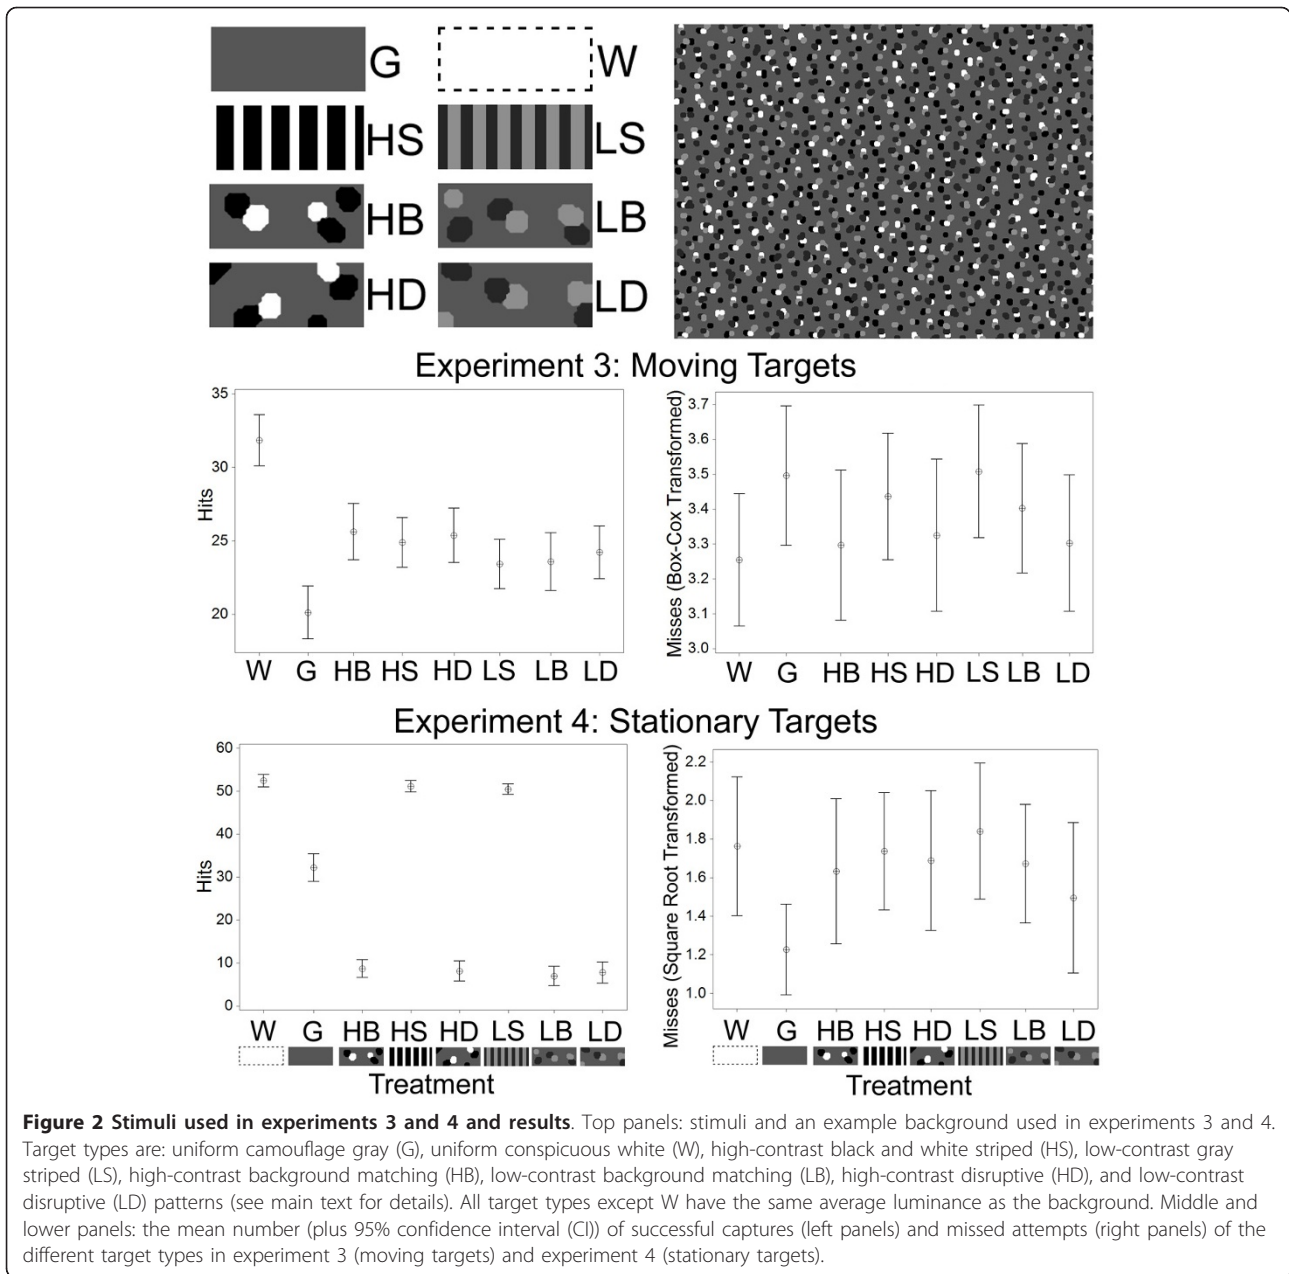 G W
HS LS
HB LB
HD LD
Experiment 3: Moving Targets
35
30
25
20
Hits
W G HB HS HD LS LB LD
3.7
3.6
3.5
3.4
3.3
3.2
3.1
3.0
Misses (Box-Cox Transformed)
W G HB HS HD LS LB LD
Experiment 4: Stationary Targets
60
50
40
30
20
10
0
Hits
W G HB HS HD LS LB LD
Treatment
2.2
2.0
1.8
1.6
1.4
1.2
1.0
Misses (Square Root Transformed)
W G HB HS HD LS LB LD
Treatment
Figure 2 Stimuli used in experiments 3 and 4 and results. Top panels: stimuli and an example background used in experiments 3 and 4.
Target types are: uniform camouflage gray (G), uniform conspicuous white (W), high-contrast black and white striped (HS), low-contrast gray
striped (LS), high-contrast background matching (HB), low-contrast background matching (LB), high-contrast disruptive (HD), and low-contrast
disruptive (LD) patterns (see main text for details). All target types except W have the same average luminance as the background. Middle and
lower panels: the mean number (plus 95% confidence interval (CI)) of successful captures (left panels) and missed attempts (right panels) of the
different target types in experiment 3 (moving targets) and experiment 4 (stationary targets).